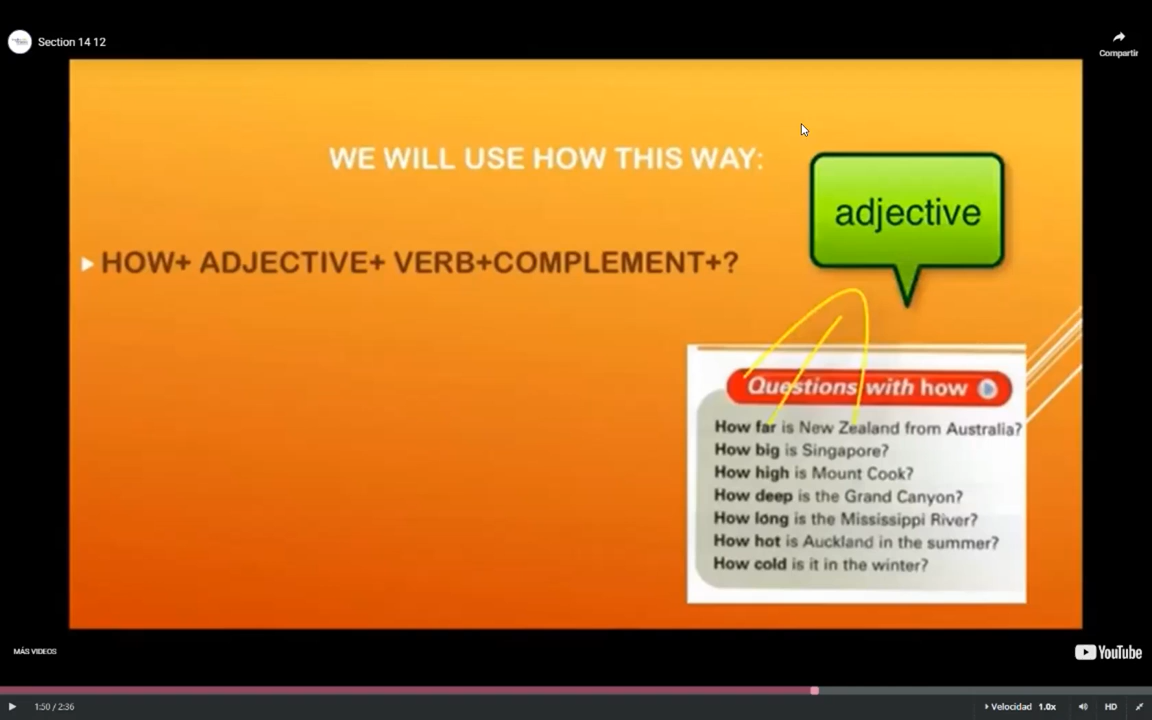 Section 14 12
Compartir
WE WILL USE HOW THIS WAY:
adjective
HOW+ ADJECTIVE+ VERB+COMPLEMENT+?
Questions with how
How far is New Zealand from Australia?
How big is Singapore?
How high is Mount Cook?
How deep is the Grand Canyon?
How long is the Mississippi River?
How hot is Auckland in the summer?
How cold is it in the winter?
MÁS VIDEOS
YouTube
1:50 / 2:36
Velocidad 1.0x
HD